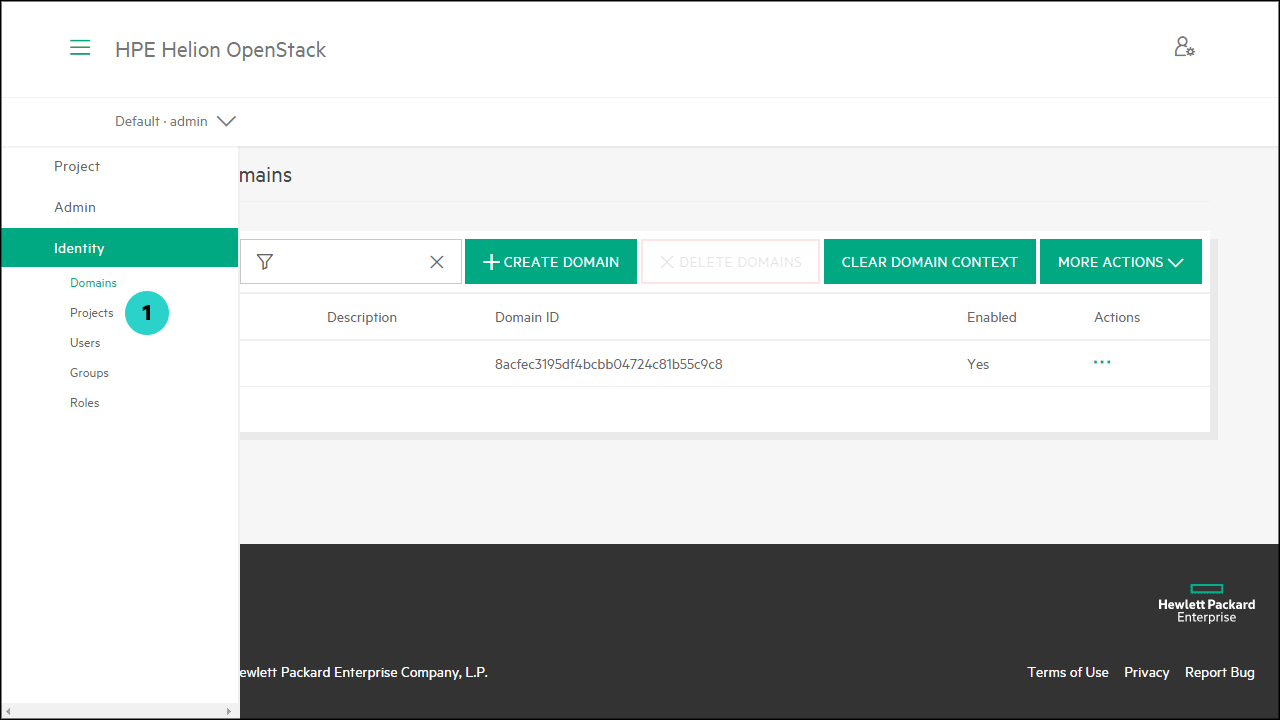 HPE Helion OpenStack
Default · admin
Project
Admin
Identity
Domains
Projects
1
Users
Groups
Roles
mains
CREATE DOMAIN
DELETE DOMAINS
CLEAR DOMAIN CONTEXT
MORE ACTIONS
Description Domain ID Enabled Actions
8acfec3195df4bcbb04724c81b55c9c8 Yes
Hewlett Packard
Enterprise
ewlett Packard Enterprise Company, L.P.
Terms of Use Privacy Report Bug